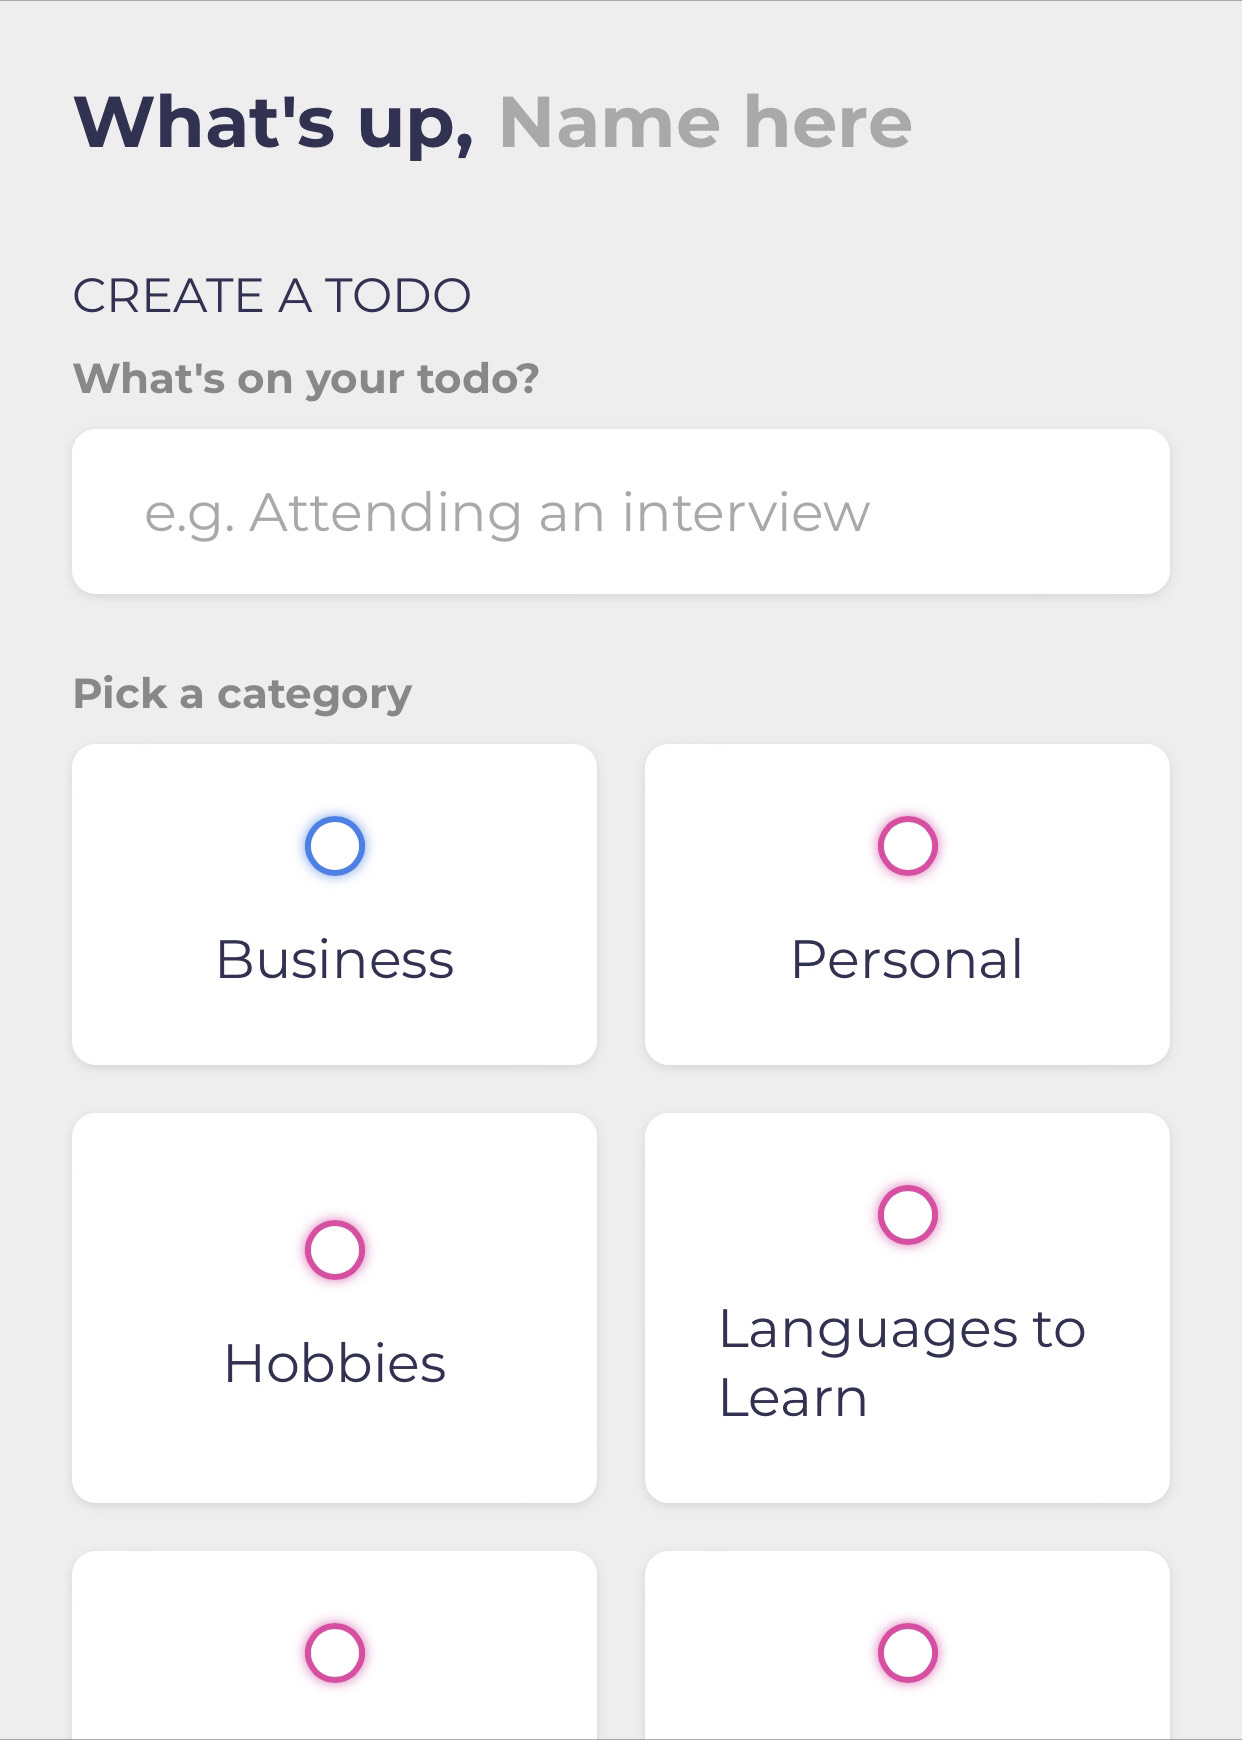 What's up, Name here
CREATE A TODO
What's on your todo?
e.g. Attending an interview
Pick a category
Business
Personal
Hobbies
Languages to
Learn